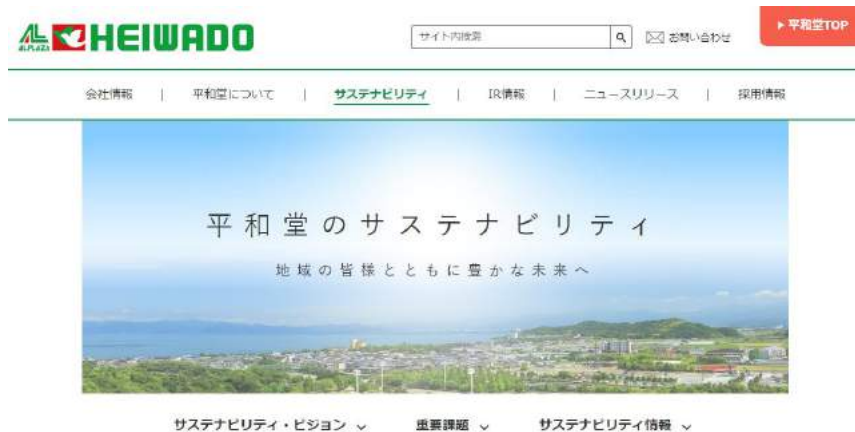 AL ALPLAZA HEIWADO
サイト内検索
お問い合わせ
平和堂TOP
会社情報 | 平和堂について | サステナビリティ | IR情報 | ニュースリリース | 採用情報
平和堂のサステナビリティ
地域の皆様とともに豊かな未来へ
サステナビリティ・ビジョン 重要課題 サステナビリティ情報